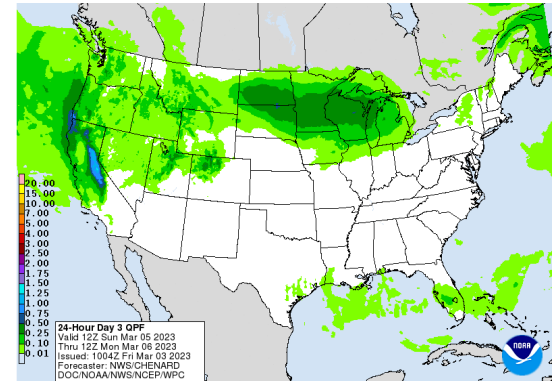 20.00
15.00
10.00
7.00
5.00
4.00
3.00
2.50
2.00
1.75
1.50
1.25
1.00
0.75
0.50
0.25
0.10
0.01
24-Hour Day 3 QPF
Valid 12Z Sun Mar 05 2023
Thru 12Z Mon Mar 06 2023
Issued: 1004Z Fri Mar 03 2023
Forecaster: NWS/CHENARD
DOC/NOAA/NWS/NCEP/WPC
NOAA